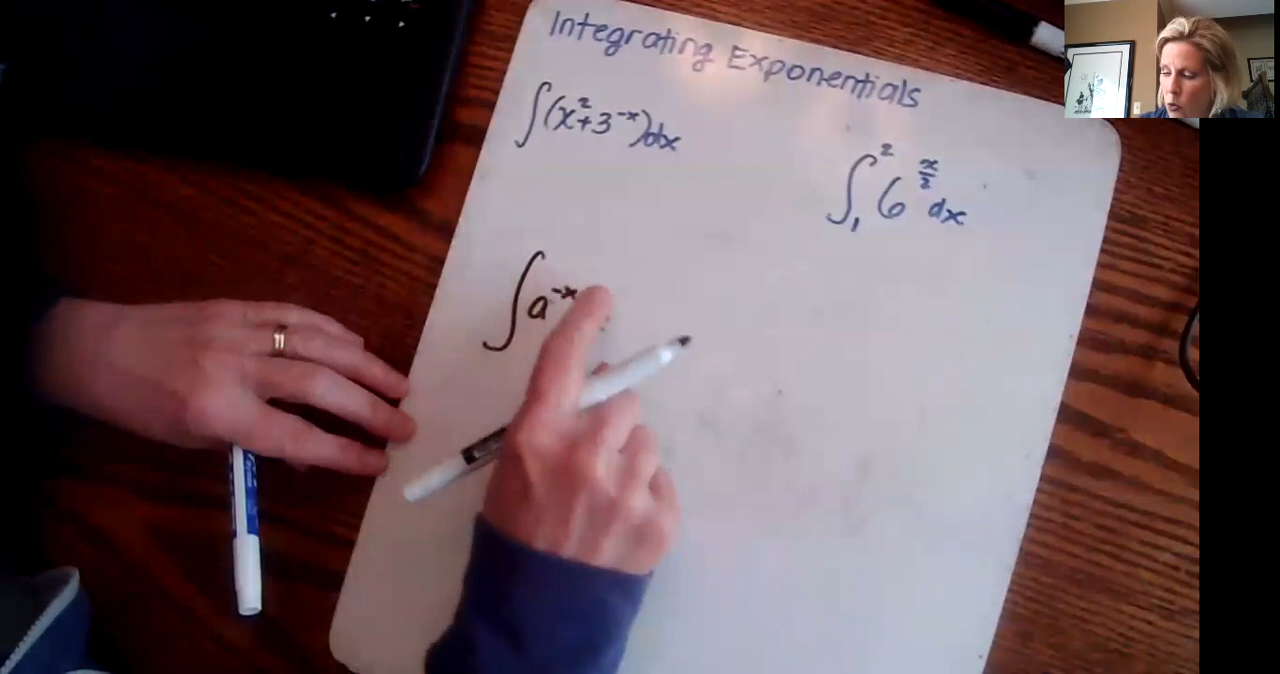 Integrating Exponentials
∫(x²+3⁻ˣ)dx
∫₁² 6^(x/2) dx
∫a⁻ˣ